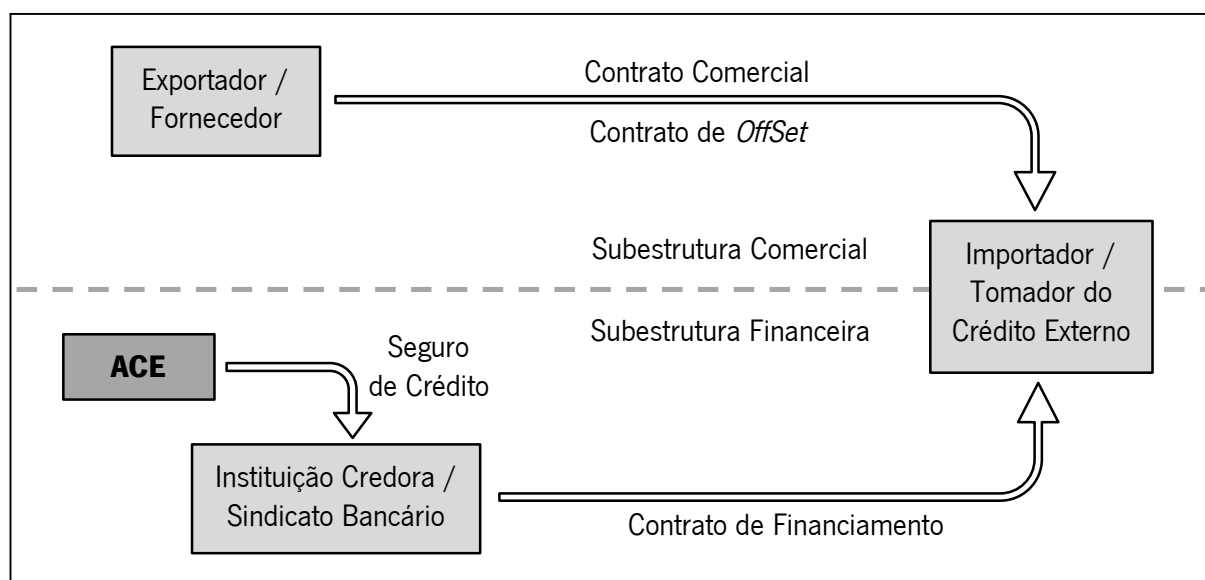 Exportador /
Fornecedor
Contrato Comercial
Contrato de OffSet
Subestrutura Comercial
Importador /
Tomador do
Crédito Externo
Subestrutura Financeira
ACE
Seguro
de Crédito
Instituição Credora /
Sindicato Bancário
Contrato de Financiamento